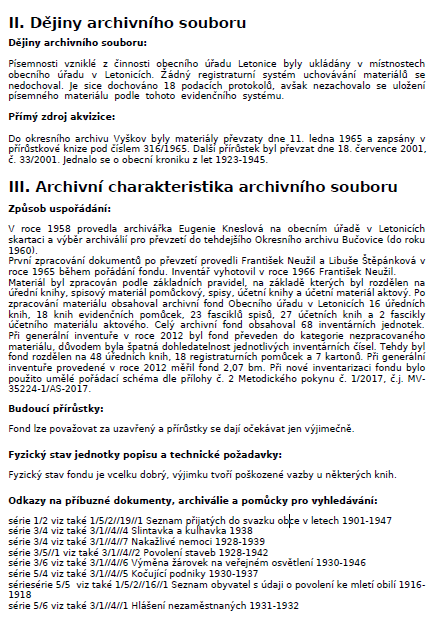 II. Dějiny archivního souboru
Dějiny archivního souboru:
Písemnosti vzniklé z činnosti obecního úřadu Letonice byly ukládány v místnostech
obecního úřadu v Letonicích. Žádný registraturní systém uchovávání materiálů se
nedochoval. Je sice dochováno 18 podacích protokolů, avšak nezachovalo se uložení
písemného materiálu podle tohoto evidenčního systému.
Přímý zdroj akvizice:
Do okresního archivu Vyškov byly materiály převzaty dne 11. ledna 1965 a zapsány v
přírůstkové knize pod číslem 316/1965. Další přírůstek byl převzat dne 18. července 2001,
č. 33/2001. Jednalo se o obecní kroniku z let 1923-1945.
III. Archivní charakteristika archivního souboru
Způsob uspořádání:
V roce 1958 provedla archivářka Eugenie Kneslová na obecním úřadě v Letonicích
skartaci a výběr archiválií pro převzetí do tehdejšího Okresního archivu Bučovice (do roku
1960).
První zpracování dokumentů po převzetí provedli František Neužil a Libuše Štěpánková v
roce 1965 během pořádání fondu. Inventář vyhotovil v roce 1966 František Neužil.
Materiál byl zpracován podle základních pravidel, na základě kterých byl rozdělen na
úřední knihy, spisový materiál pomůckový, spisy, účetní knihy a účetní materiál aktový. Po
zpracování materiálu obsahoval archivní fond Obecního úřadu v Letonicích 16 úředních
knih, 18 knih evidenčních pomůcek, 23 fasciklů spisů, 27 účetních knih a 2 fascikly
účetního materiálu aktového. Celý archivní fond obsahoval 68 inventárních jednotek.
Při generální inventuře v roce 2012 byl fond převeden do kategorie nezpracovaného
materiálu, důvodem byla špatná dohledatelnost jednotlivých inventárních čísel. Tehdy byl
fond rozdělen na 48 úředních knih, 18 registraturních pomůcek a 7 kartonů. Při generální
inventuře provedené v roce 2012 měřil fond 2,07 bm. Při nové inventarizaci fondu bylo
použito umělé pořádací schéma dle přílohy č. 2 Metodického pokynu č. 1/2017, č.j. MV-
35224-1/AS-2017.
Budoucí přírůstky:
Fond lze považovat za uzavřený a přírůstky se dají očekávat jen výjimečně.
Fyzický stav jednotky popisu a technické požadavky:
Fyzický stav fondu je vcelku dobrý, výjimku tvoří poškozené vazby u některých knih.
Odkazy na příbuzné dokumenty, archiválie a pomůcky pro vyhledávání:
série 1/2 viz také 1/5/2//19//1 Seznam přijatých do svazku obce v letech 1901-1947
série 3/4 viz také 3/1//4//4 Slintavka a kulhavka 1938
série 3/4 viz také 3/1//4//7 Nakažlivé nemoci 1928-1939
série 3/5//1 viz také 3/1//4//2 Povolení staveb 1928-1942
série 3/6 viz také 3/1//4//6 Výměna žárovek na veřejném osvětlení 1930-1946
série 5/4 viz také 3/1//4//5 Kočující podniky 1930-1937
sériesérie 5/5 viz také 1/5/2//16//1 Seznam obyvatel s údaji o povolení ke mletí obilí 1916-
1918
série 5/6 viz také 3/1//4//1 Hlášení nezaměstnaných 1931-1932